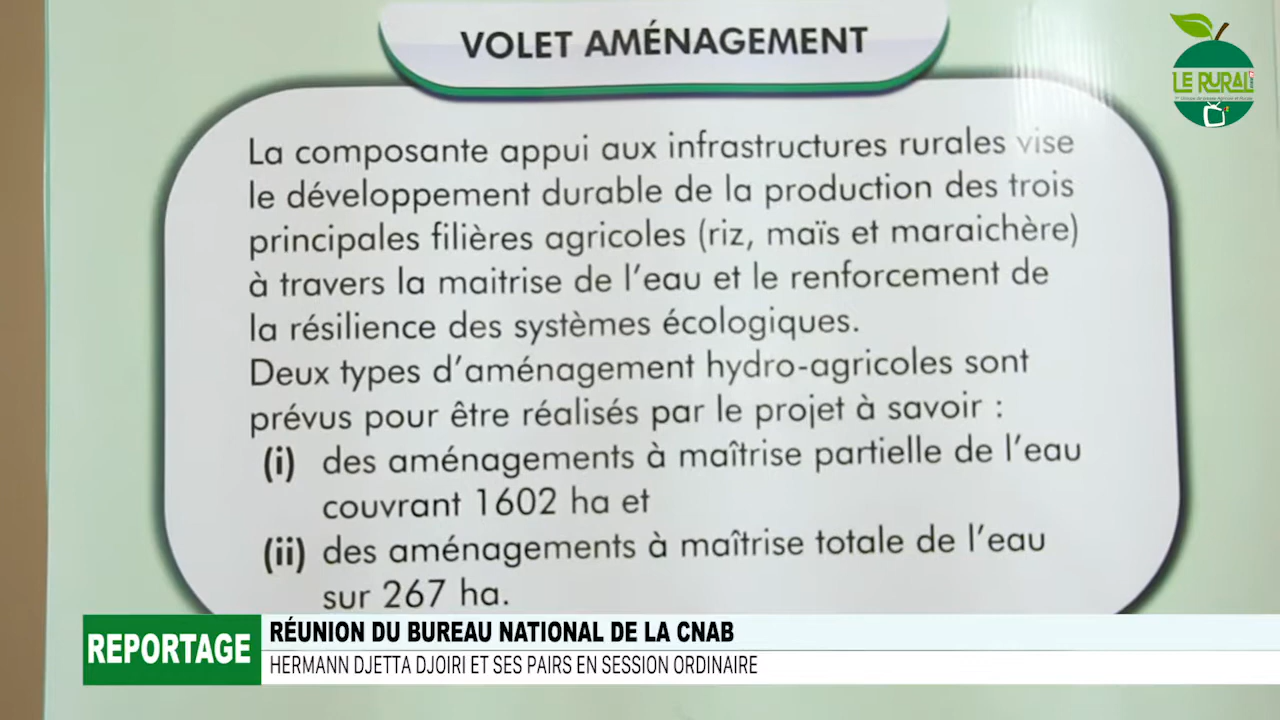 VOLET AMÉNAGEMENT
LE RURAL
La composante appui aux infrastructures rurales vise
le développement durable de la production des trois
principales filières agricoles (riz, maïs et maraichère)
à travers la maitrise de l'eau et le renforcement de
la résilience des systèmes écologiques.
Deux types d'aménagement hydro-agricoles sont
prévus pour être réalisés par le projet à savoir :
(i) des aménagements à maîtrise partielle de l'eau
couvrant 1602 ha et
(ii) des aménagements à maîtrise totale de l'eau
sur 267 ha.
REPORTAGE
RÉUNION DU BUREAU NATIONAL DE LA CNAB
HERMANN DJETTA DJOIRI ET SES PAIRS EN SESSION ORDINAIRE